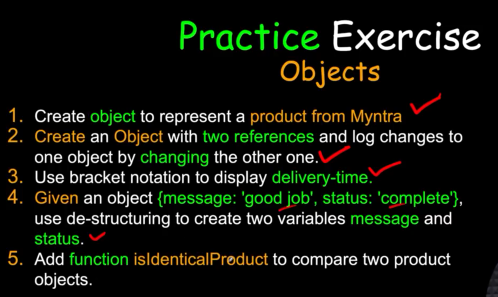 Practice Exercise
Objects
1. Create object to represent a product from Myntra
2. Create an Object with two references and log changes to
one object by changing the other one.
3. Use bracket notation to display delivery-time.
4. Given an object {message: 'good job', status: 'complete'},
use de-structuring to create two variables message and
status.
5. Add function isIdenticalProduct to compare two product
objects.